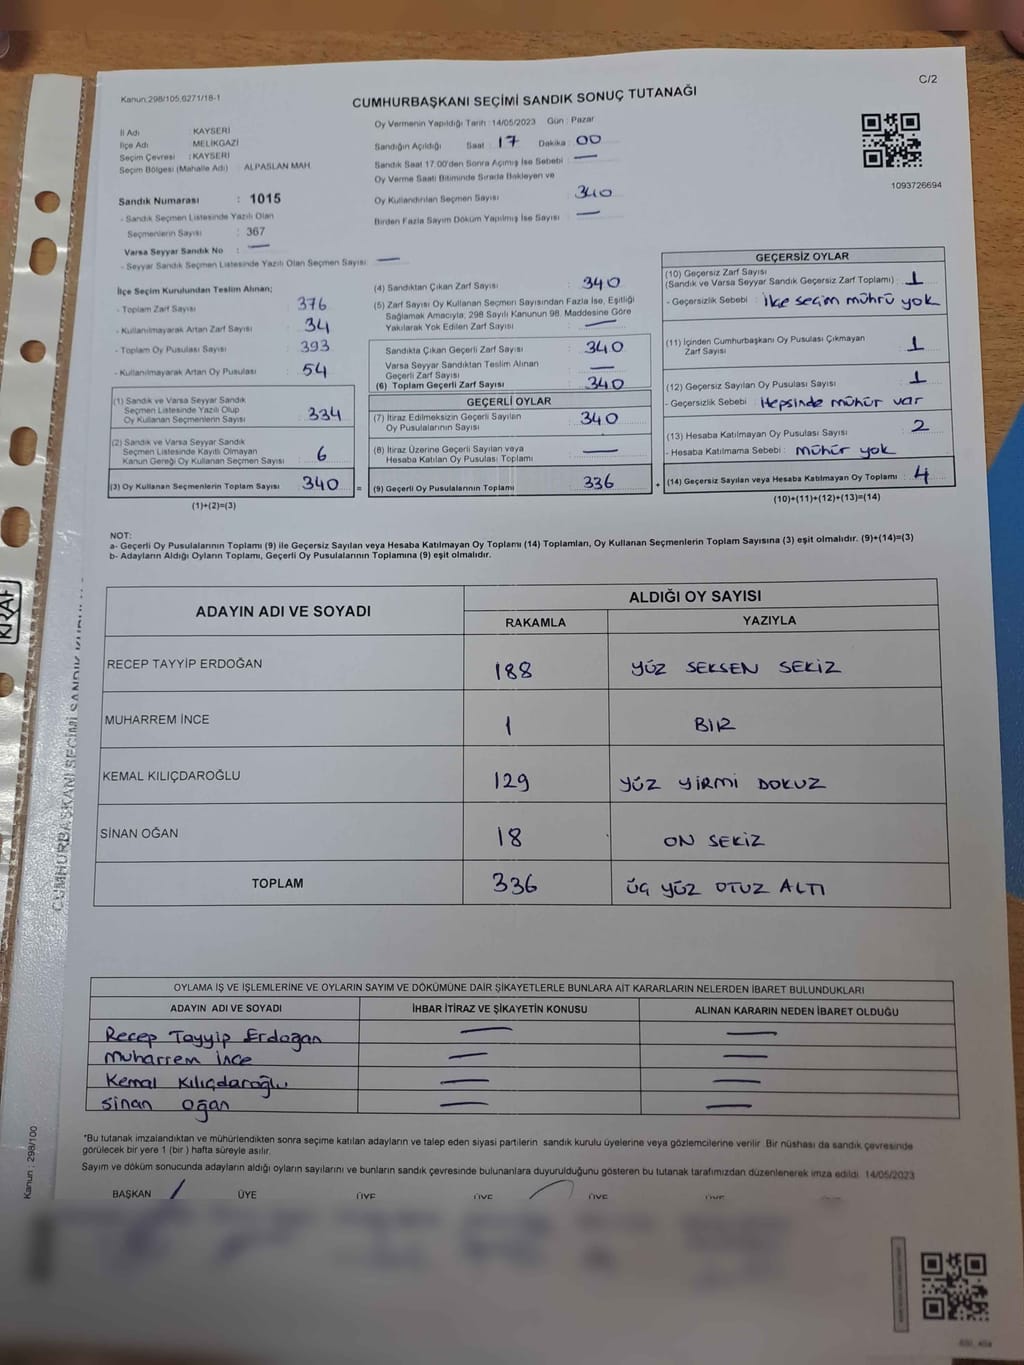 C/2
Kanun:298/105,6271/18-1
CUMHURBAŞKANI SEÇİMİ SANDIK SONUÇ TUTANAĞI
İl Adı : KAYSERİ
İlçe Adı : MELİKGAZİ
Seçim Çevresi : KAYSERİ
Seçim Bölgesi (Mahalle Adı) : ALPASLAN MAH.
Sandık Numarası : 1015
- Sandık Seçmen Listesinde Yazılı Olan
Seçmenlerin Sayısı : 367
Varsa Seyyar Sandık No : —
- Seyyar Sandık Seçmen Listesinde Yazılı Olan Seçmen Sayısı: —
Oy Vermenin Yapıldığı Tarih : 14/05/2023 Gün : Pazar
Sandığın Açıldığı Saat : 17 Dakika : 00
Sandık Saat 17.00'den Sonra Açılmış İse Sebebi : —
Oy Verme Saati Bitiminde Sırada Bekleyen ve
Oy Kullandırılan Seçmen Sayısı : 340
Birden Fazla Sayım Döküm Yapılmış İse Sayısı : —
1093726694
İlçe Seçim Kurulundan Teslim Alınan;
- Toplam Zarf Sayısı : 376
- Kullanılmayarak Artan Zarf Sayısı : 34
- Toplam Oy Pusulası Sayısı : 393
- Kullanılmayarak Artan Oy Pusulası : 54
(1) Sandık ve Varsa Seyyar Sandık
Seçmen Listesinde Yazılı Olup
Oy Kullanan Seçmenlerin Sayısı : 334
(2) Sandık ve Varsa Seyyar Sandık
Seçmen Listesinde Kayıtlı Olmayan
Kanun Gereği Oy Kullanan Seçmen Sayısı : 6
(3) Oy Kullanan Seçmenlerin Toplam Sayısı : 340 =
(1)+(2)=(3)
(4) Sandıktan Çıkan Zarf Sayısı : 340
(5) Zarf Sayısı Oy Kullanan Seçmen Sayısından Fazla İse, Eşitliği
Sağlamak Amacıyla, 298 Sayılı Kanunun 98. Maddesine Göre
Yakılarak Yok Edilen Zarf Sayısı : —
Sandıkta Çıkan Geçerli Zarf Sayısı : 340
Varsa Seyyar Sandıktan Teslim Alınan
Geçerli Zarf Sayısı : —
(6) Toplam Geçerli Zarf Sayısı : 340
GEÇERLİ OYLAR
(7) İtiraz Edilmeksizin Geçerli Sayılan
Oy Pusulalarının Sayısı : 340
(8) İtiraz Üzerine Geçerli Sayılan veya
Hesaba Katılan Oy Pusulası Toplamı : —
(9) Geçerli Oy Pusulalarının Toplamı : 336 +
GEÇERSİZ OYLAR
(10) Geçersiz Zarf Sayısı
(Sandık ve Varsa Seyyar Sandık Geçersiz Zarf Toplamı) : 1
- Geçersizlik Sebebi : ilçe seçim mührü yok
(11) İçinden Cumhurbaşkanı Oy Pusulası Çıkmayan
Zarf Sayısı : 1
(12) Geçersiz Sayılan Oy Pusulası Sayısı : 1
- Geçersizlik Sebebi : Hepsinde mühür var
(13) Hesaba Katılmayan Oy Pusulası Sayısı : 2
- Hesaba Katılmama Sebebi : mühür yok
(14) Geçersiz Sayılan veya Hesaba Katılmayan Oy Toplamı : 4
(10)+(11)+(12)+(13)=(14)
NOT:
a- Geçerli Oy Pusulalarının Toplamı (9) ile Geçersiz Sayılan veya Hesaba Katılmayan Oy Toplamı (14) Toplamları, Oy Kullanan Seçmenlerin Toplam Sayısına (3) eşit olmalıdır. (9)+(14)=(3)
b- Adayların Aldığı Oyların Toplamı, Geçerli Oy Pusulalarının Toplamına (9) eşit olmalıdır.
ADAYIN ADI VE SOYADI
ALDIĞI OY SAYISI
RAKAMLA YAZIYLA
RECEP TAYYİP ERDOĞAN 188 YÜZ SEKSEN SEKİZ
MUHARREM İNCE 1 BİR
KEMAL KILIÇDAROĞLU 129 YÜZ YİRMİ DOKUZ
SİNAN OĞAN 18 ON SEKİZ
TOPLAM 336 ÜÇ YÜZ OTUZ ALTI
OYLAMA İŞ VE İŞLEMLERİNE VE OYLARIN SAYIM VE DÖKÜMÜNE DAİR ŞİKAYETLERLE BUNLARA AİT KARARLARIN NELERDEN İBARET BULUNDUKLARI
ADAYIN ADI VE SOYADI İHBAR İTİRAZ VE ŞİKAYETİN KONUSU ALINAN KARARIN NEDEN İBARET OLDUĞU
Recep Tayyip Erdoğan — —
Muharrem ince — —
Kemal Kılıçdaroğlu — —
Sinan Oğan — —
*Bu tutanak imzalandıktan ve mühürlendikten sonra seçime katılan adayların ve talep eden siyasi partilerin sandık kurulu üyelerine veya gözlemcilerine verilir. Bir nüshası da sandık çevresinde
görülecek bir yere 1 (bir) hafta süreyle asılır.
Sayım ve döküm sonucunda adayların aldığı oyların sayılarını ve bunların sandık çevresinde bulunanlara duyurulduğunu gösteren bu tutanak tarafımızdan düzenlenerek imza edildi. 14/05/2023
BAŞKAN ÜYE ÜYE ÜYE ÜYE ÜYE
Kanun : 298/100
KRAF